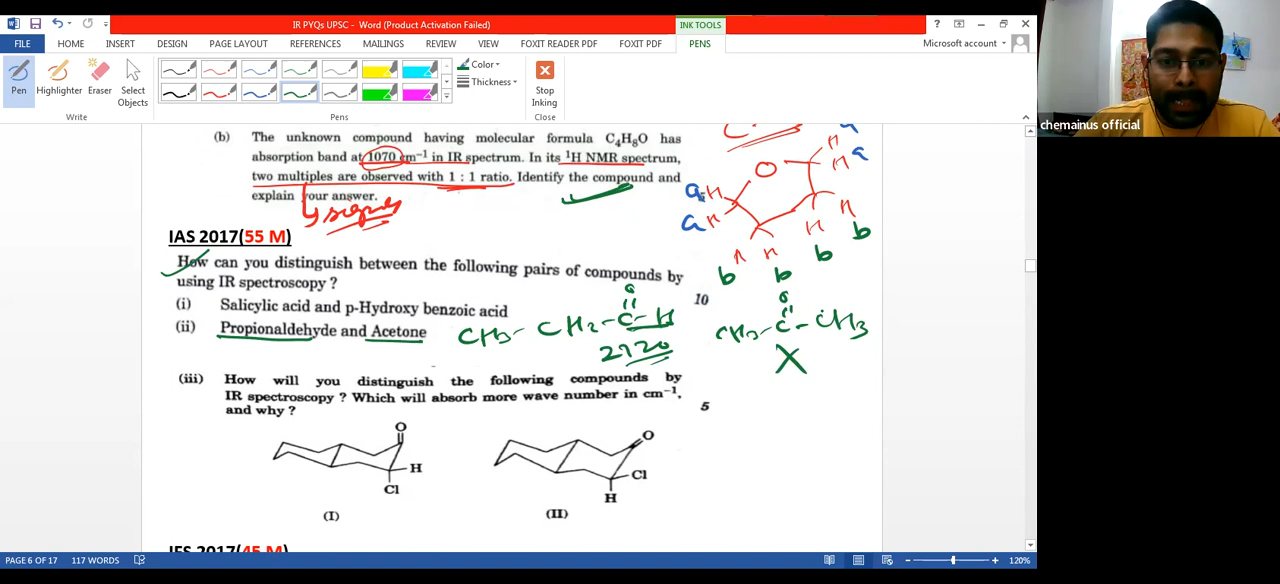 IR PYQs UPSC - Word (Product Activation Failed)
INK TOOLS
FILE HOME INSERT DESIGN PAGE LAYOUT REFERENCES MAILINGS REVIEW VIEW FOXIT READER PDF FOXIT PDF PENS
Microsoft account
Pen Highlighter Eraser Select Objects
Color
Thickness
Stop Inking
Write Pens Close
chemainus official
(b) The unknown compound having molecular formula C₄H₈O has
absorption band at 1070 cm⁻¹ in IR spectrum. In its ¹H NMR spectrum,
two multiples are observed with 1 : 1 ratio. Identify the compound and
explain your answer.
signals
O H H a
a H
a H
H H H H
b b b b
IAS 2017(55 M)
How can you distinguish between the following pairs of compounds by
using IR spectroscopy ?
10
(i) Salicylic acid and p-Hydroxy benzoic acid
(ii) Propionaldehyde and Acetone
CH3-CH2-C-H
O
2720
O
CH3-C-CH3
X
(iii) How will you distinguish the following compounds by
IR spectroscopy ? Which will absorb more wave number in cm⁻¹,
and why ?
5
O
H
Cl
(I)
O
Cl
H
(II)
PAGE 6 OF 17 117 WORDS
120%